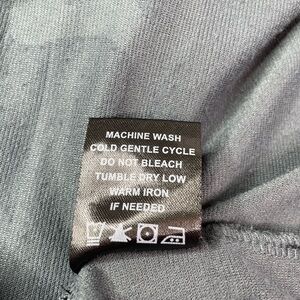 MACHINE WASH
COLD GENTLE CYCLE
DO NOT BLEACH
TUMBLE DRY LOW
WARM IRON
IF NEEDED